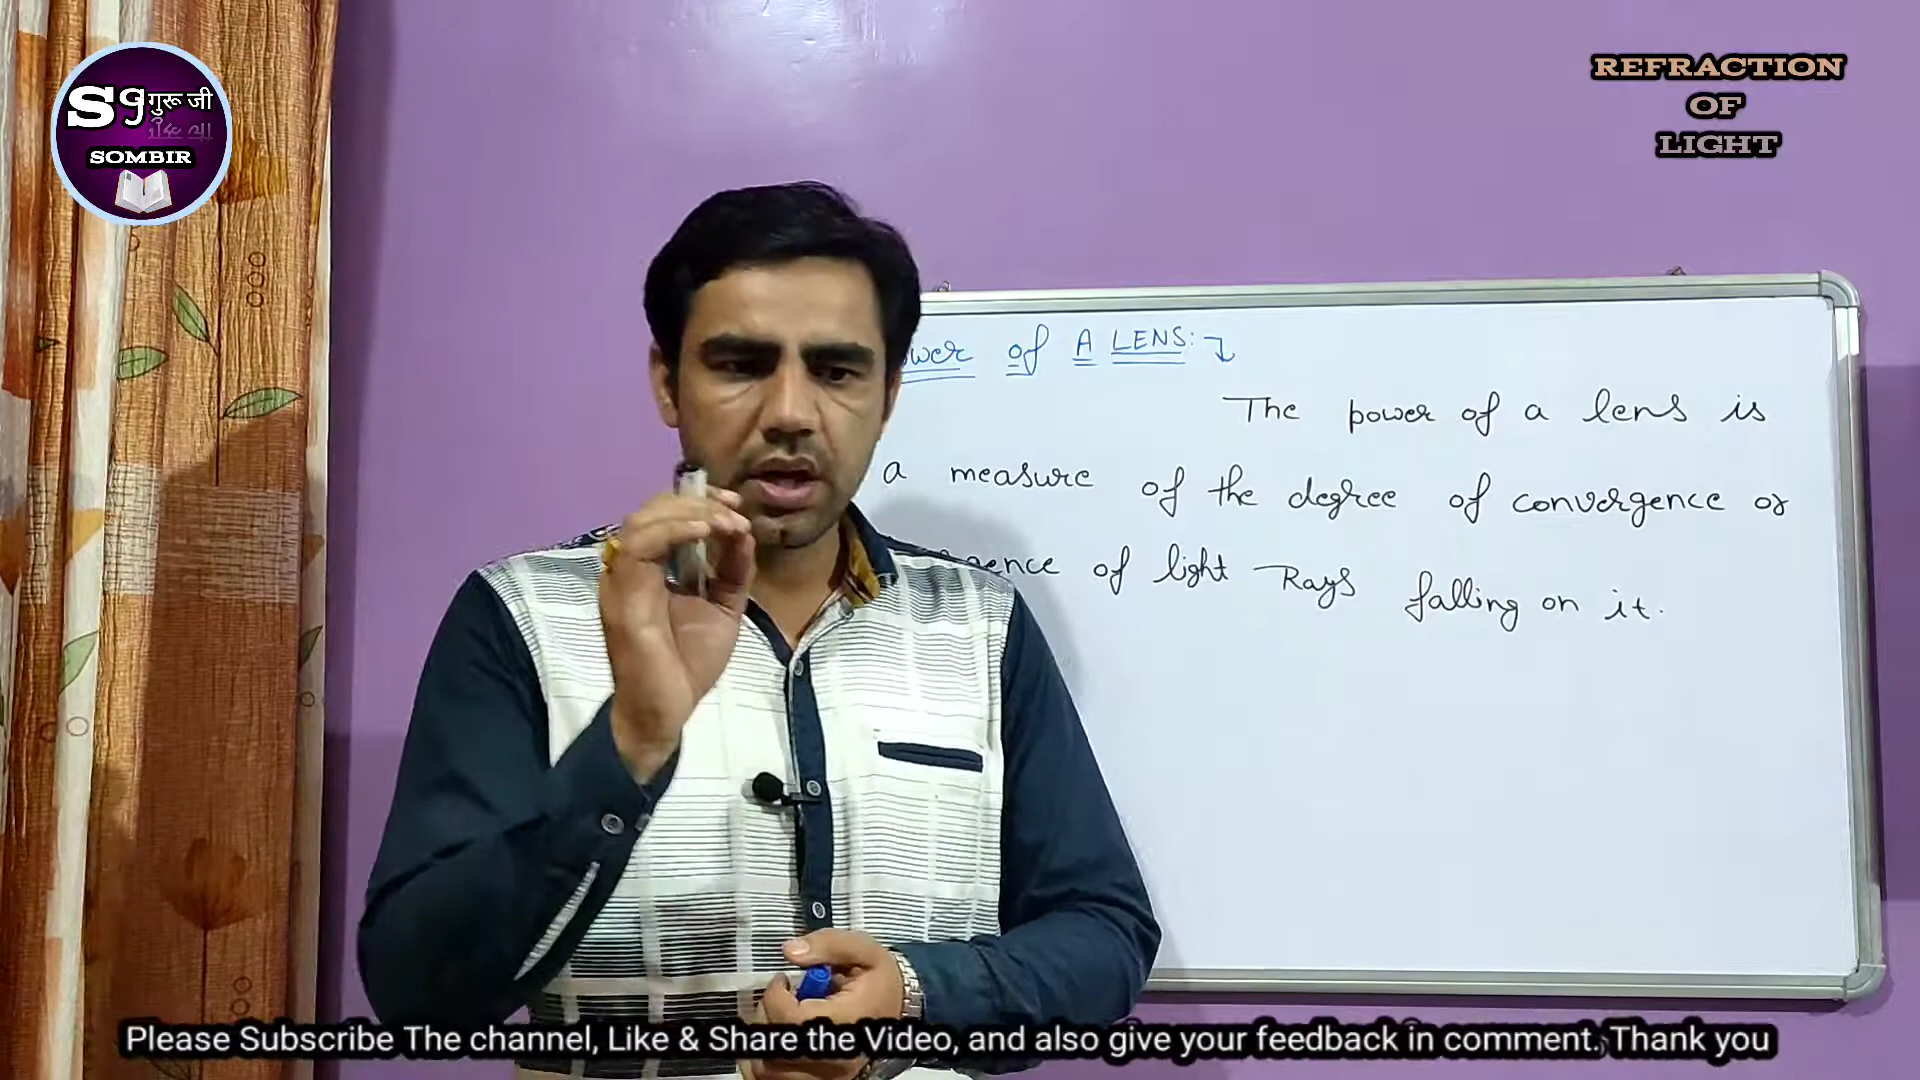 Sg गुरू जी
SOMBIR
REFRACTION
OF
LIGHT
of A LENS:
The power of a lens is
a measure of the degree of convergence or
of light Rays falling on it.
Please Subscribe The channel, Like & Share the Video, and also give your feedback in comment. Thank you